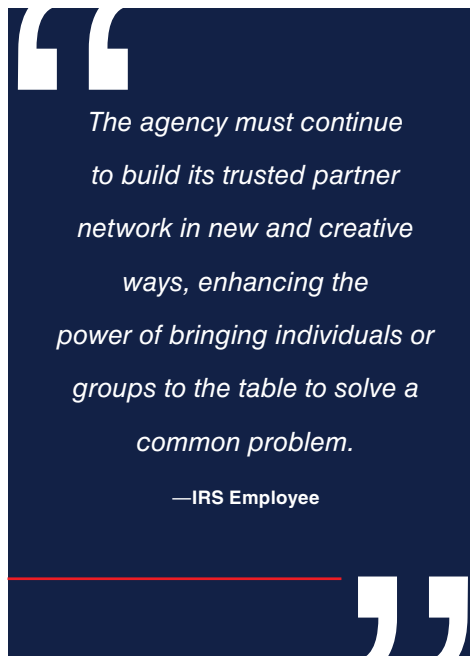 “
The agency must continue
to build its trusted partner
network in new and creative
ways, enhancing the
power of bringing individuals or
groups to the table to solve a
common problem.
—IRS Employee
”